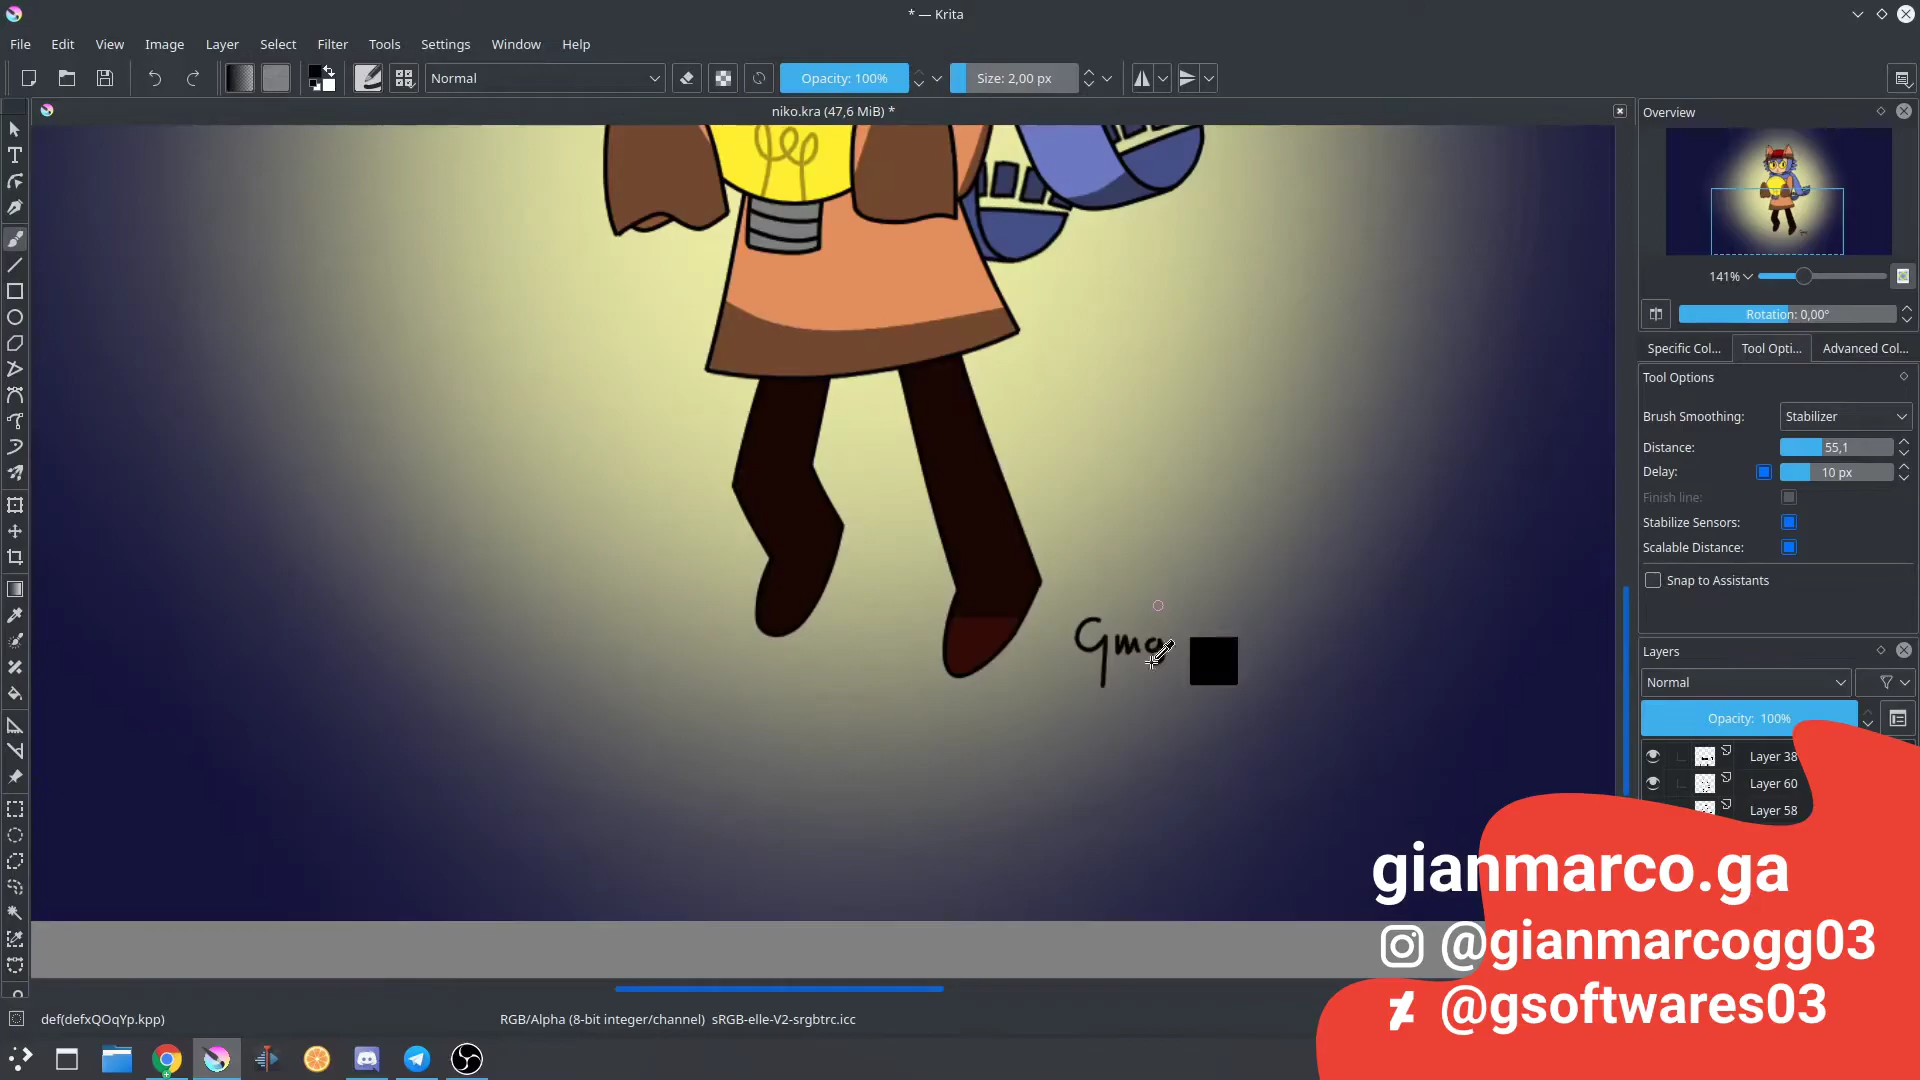 * — Krita
File Edit View Image Layer Select Filter Tools Settings Window Help
Normal Opacity: 100% Size: 2,00 px
niko.kra (47,6 MiB) *
Overview
141%
Rotation: 0,00°
Specific Col... Tool Opti... Advanced Col...
Tool Options
Brush Smoothing: Stabilizer
Distance: 55,1
Delay: 10 px
Finish line:
Stabilize Sensors:
Scalable Distance:
Snap to Assistants
Gma
Layers
Normal
Opacity: 100%
Layer 38
Layer 60
Layer 58
gianmarco.ga
@gianmarcogg03
@gsoftwares03
def(defxQOqYp.kpp) RGB/Alpha (8-bit integer/channel) sRGB-elle-V2-srgbtrc.icc